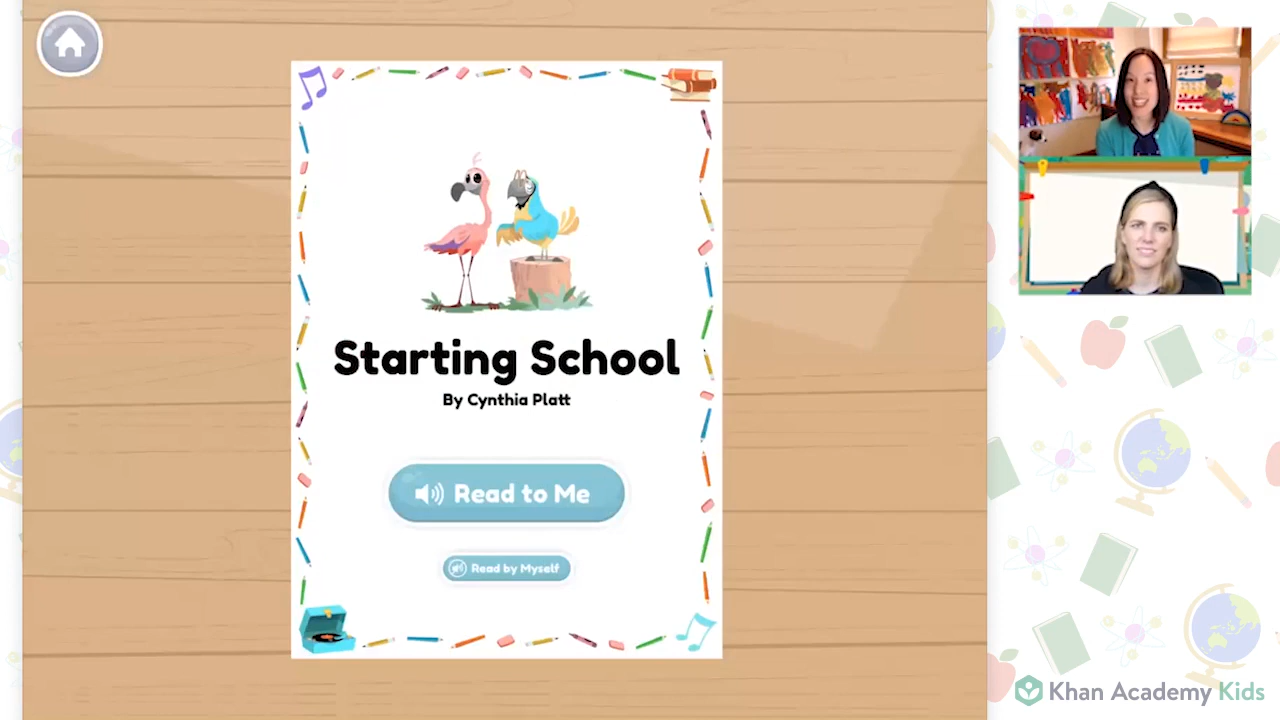 Starting School
By Cynthia Platt
Read to Me
Read by Myself
Khan Academy Kids